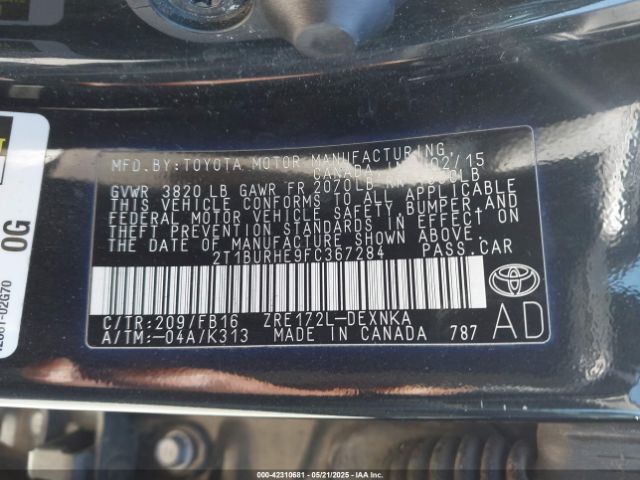 MFD. BY: TOYOTA MOTOR MANUFACTURING
CANADA 02/15
GVWR 3820 LB GAWR FR 2070LB
THIS VEHICLE CONFORMS TO ALL APPLICABLE
FEDERAL MOTOR VEHICLE SAFETY, BUMPER, AND
THEFT PREVENTION STANDARDS IN EFFECT ON
THE DATE OF MANUFACTURE SHOWN ABOVE.
2T1BURHE9FC367284 PASS.CAR
C/TR:209/FB16 ZRE172L-DEXNKA
A/TM:-04A/K313 MADE IN CANADA 787
AD
0G
02G70
000-42310681 - 05/21/2025 - IAAI.com